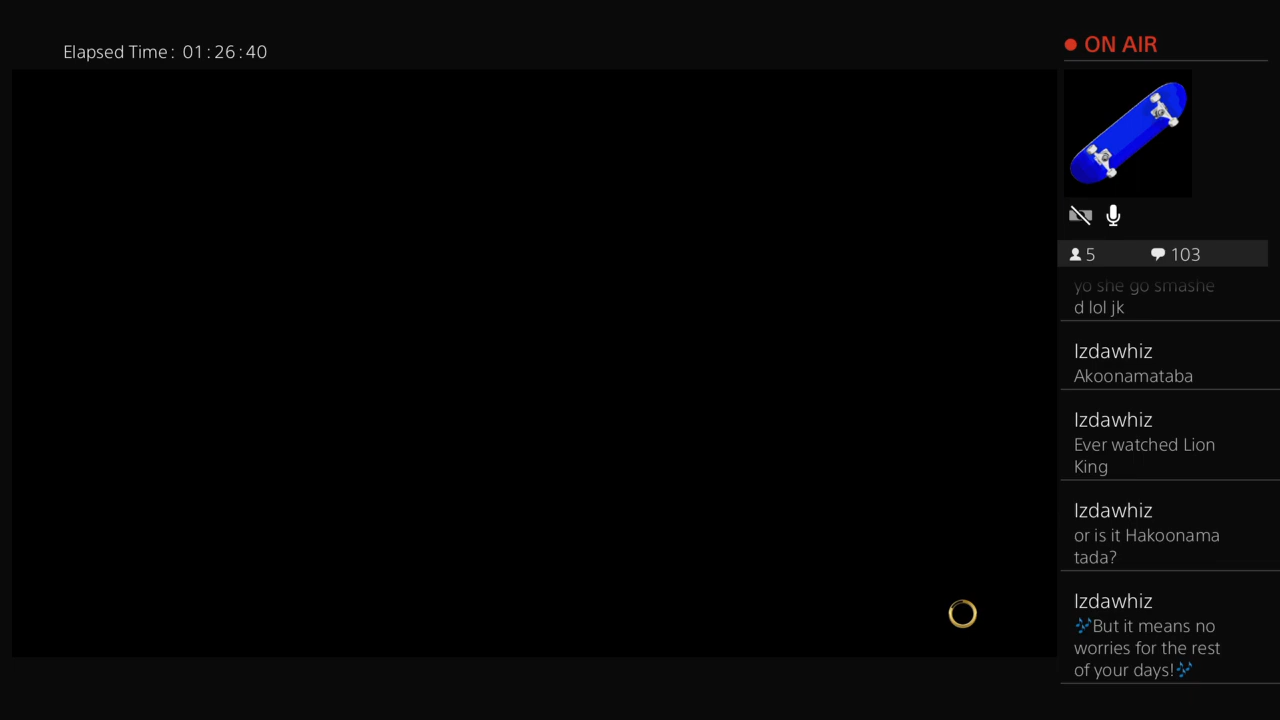 Elapsed Time: 01:26:40
ON AIR
5 103
yo she go smashe
d lol jk
Izdawhiz
Akoonamataba
Izdawhiz
Ever watched Lion
King
Izdawhiz
or is it Hakoonama
tada?
Izdawhiz
🎶But it means no
worries for the rest
of your days!🎶